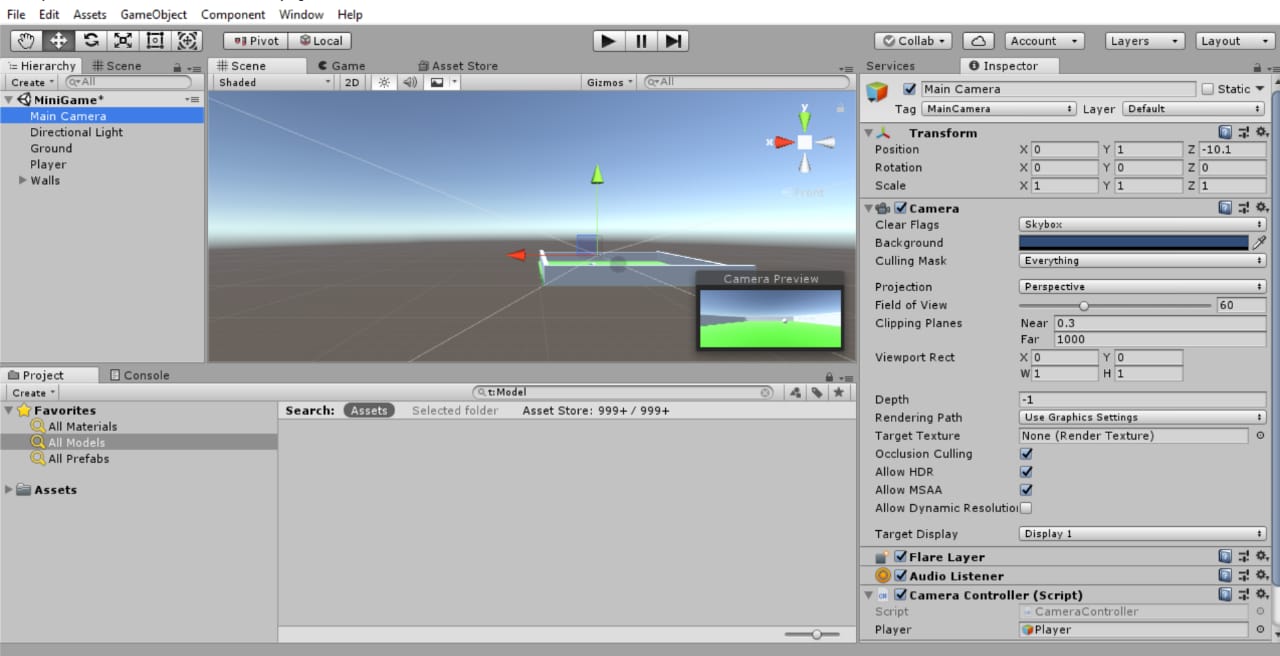 File Edit Assets GameObject Component Window Help
Pivot Local Collab Account Layers Layout
Hierarchy Scene Scene Game Asset Store Services Inspector
Create All Shaded 2D Gizmos All Main Camera Static
MiniGame* Tag MainCamera Layer Default
Main Camera
Directional Light
Ground
Player
Walls
y
x
Front
Camera Preview
Transform
Position X 0 Y 1 Z -10.1
Rotation X 0 Y 0 Z 0
Scale X 1 Y 1 Z 1
Camera
Clear Flags Skybox
Background
Culling Mask Everything
Projection Perspective
Field of View 60
Clipping Planes Near 0.3
Far 1000
Viewport Rect X 0 Y 0
W 1 H 1
Depth -1
Rendering Path Use Graphics Settings
Target Texture None (Render Texture)
Occlusion Culling
Allow HDR
Allow MSAA
Allow Dynamic Resolutio
Target Display Display 1
Flare Layer
Audio Listener
Camera Controller (Script)
Script CameraController
Player Player
Project Console
Create t:Model
Favorites Search: Assets Selected folder Asset Store: 999+ / 999+
All Materials
All Models
All Prefabs
Assets